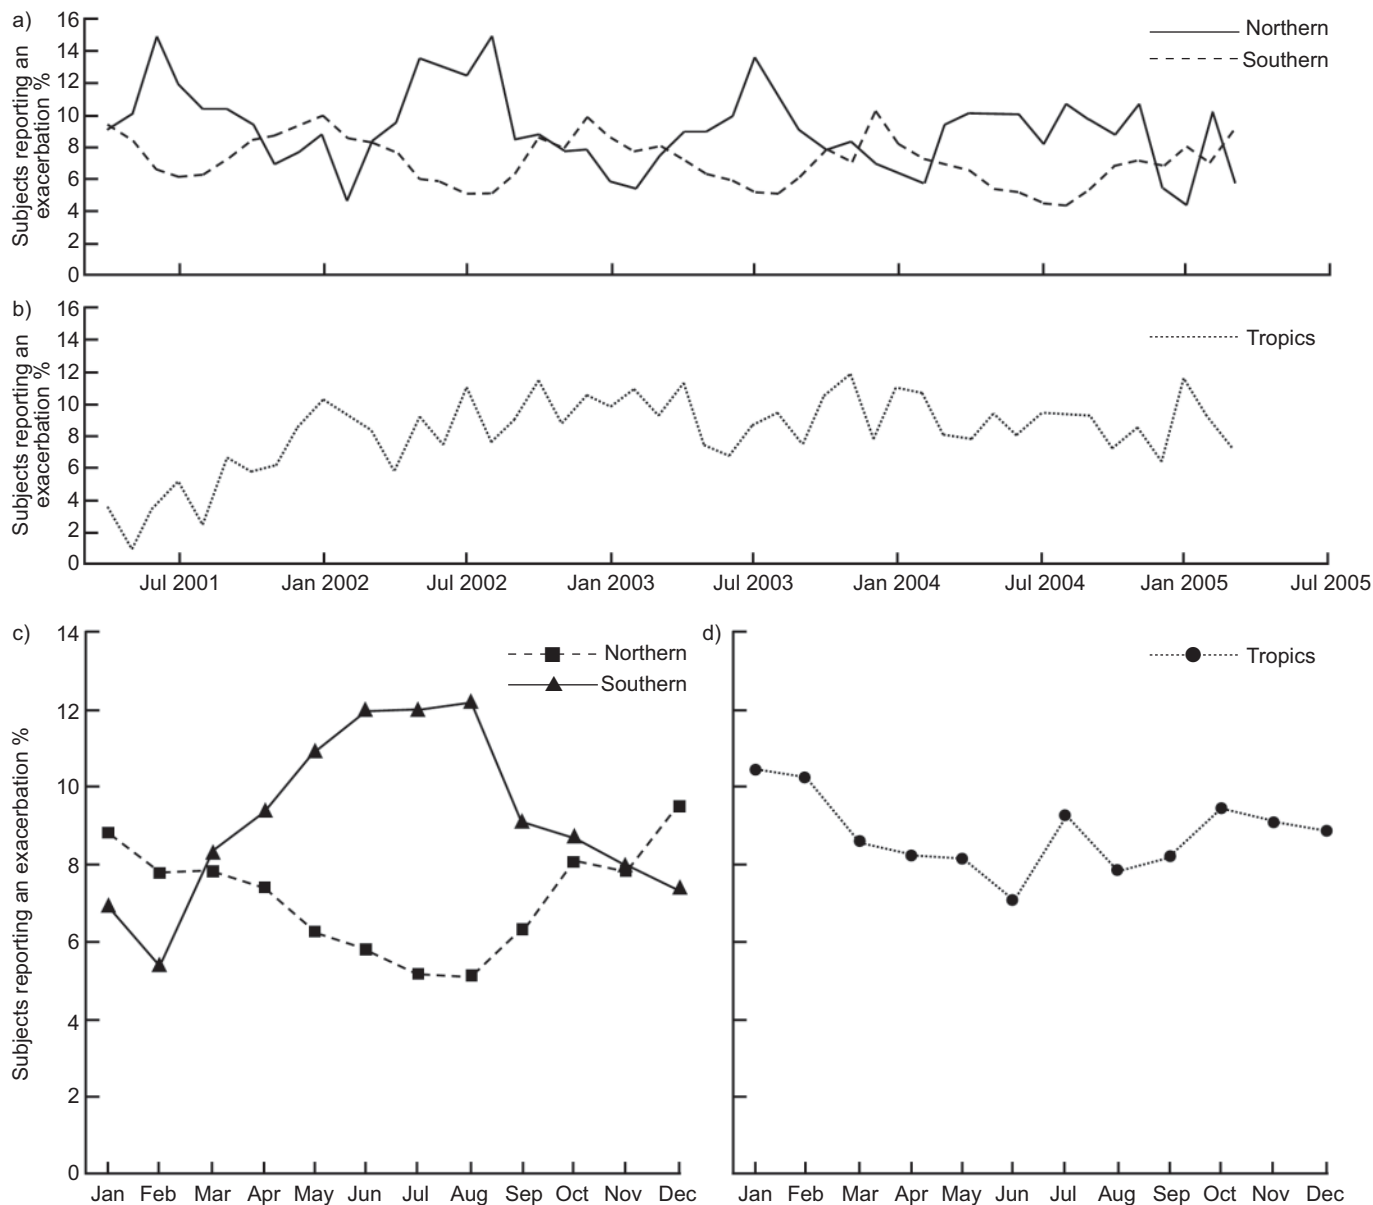 a)
Subjects reporting an
exacerbation %
16
14
12
10
8
6
4
2
0
Northern
Southern
b)
Subjects reporting an
exacerbation %
16
14
12
10
8
6
4
2
0
Tropics
Jul 2001 Jan 2002 Jul 2002 Jan 2003 Jul 2003 Jan 2004 Jul 2004 Jan 2005 Jul 2005
c)
Subjects reporting an exacerbation %
14
12
10
8
6
4
2
0
Northern
Southern
Jan Feb Mar Apr May Jun Jul Aug Sep Oct Nov Dec
d)
Tropics
Jan Feb Mar Apr May Jun Jul Aug Sep Oct Nov Dec